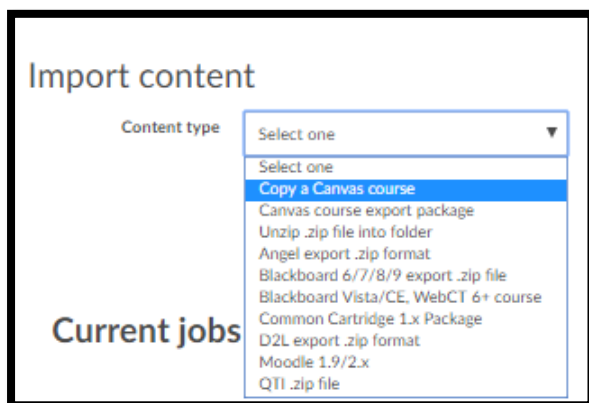 Import content
Content type
Select one
Select one
Copy a Canvas course
Canvas course export package
Unzip .zip file into folder
Angel export .zip format
Blackboard 6/7/8/9 export .zip file
Blackboard Vista/CE, WebCT 6+ course
Common Cartridge 1.x Package
D2L export .zip format
Moodle 1.9/2.x
QTI .zip file
Current jobs